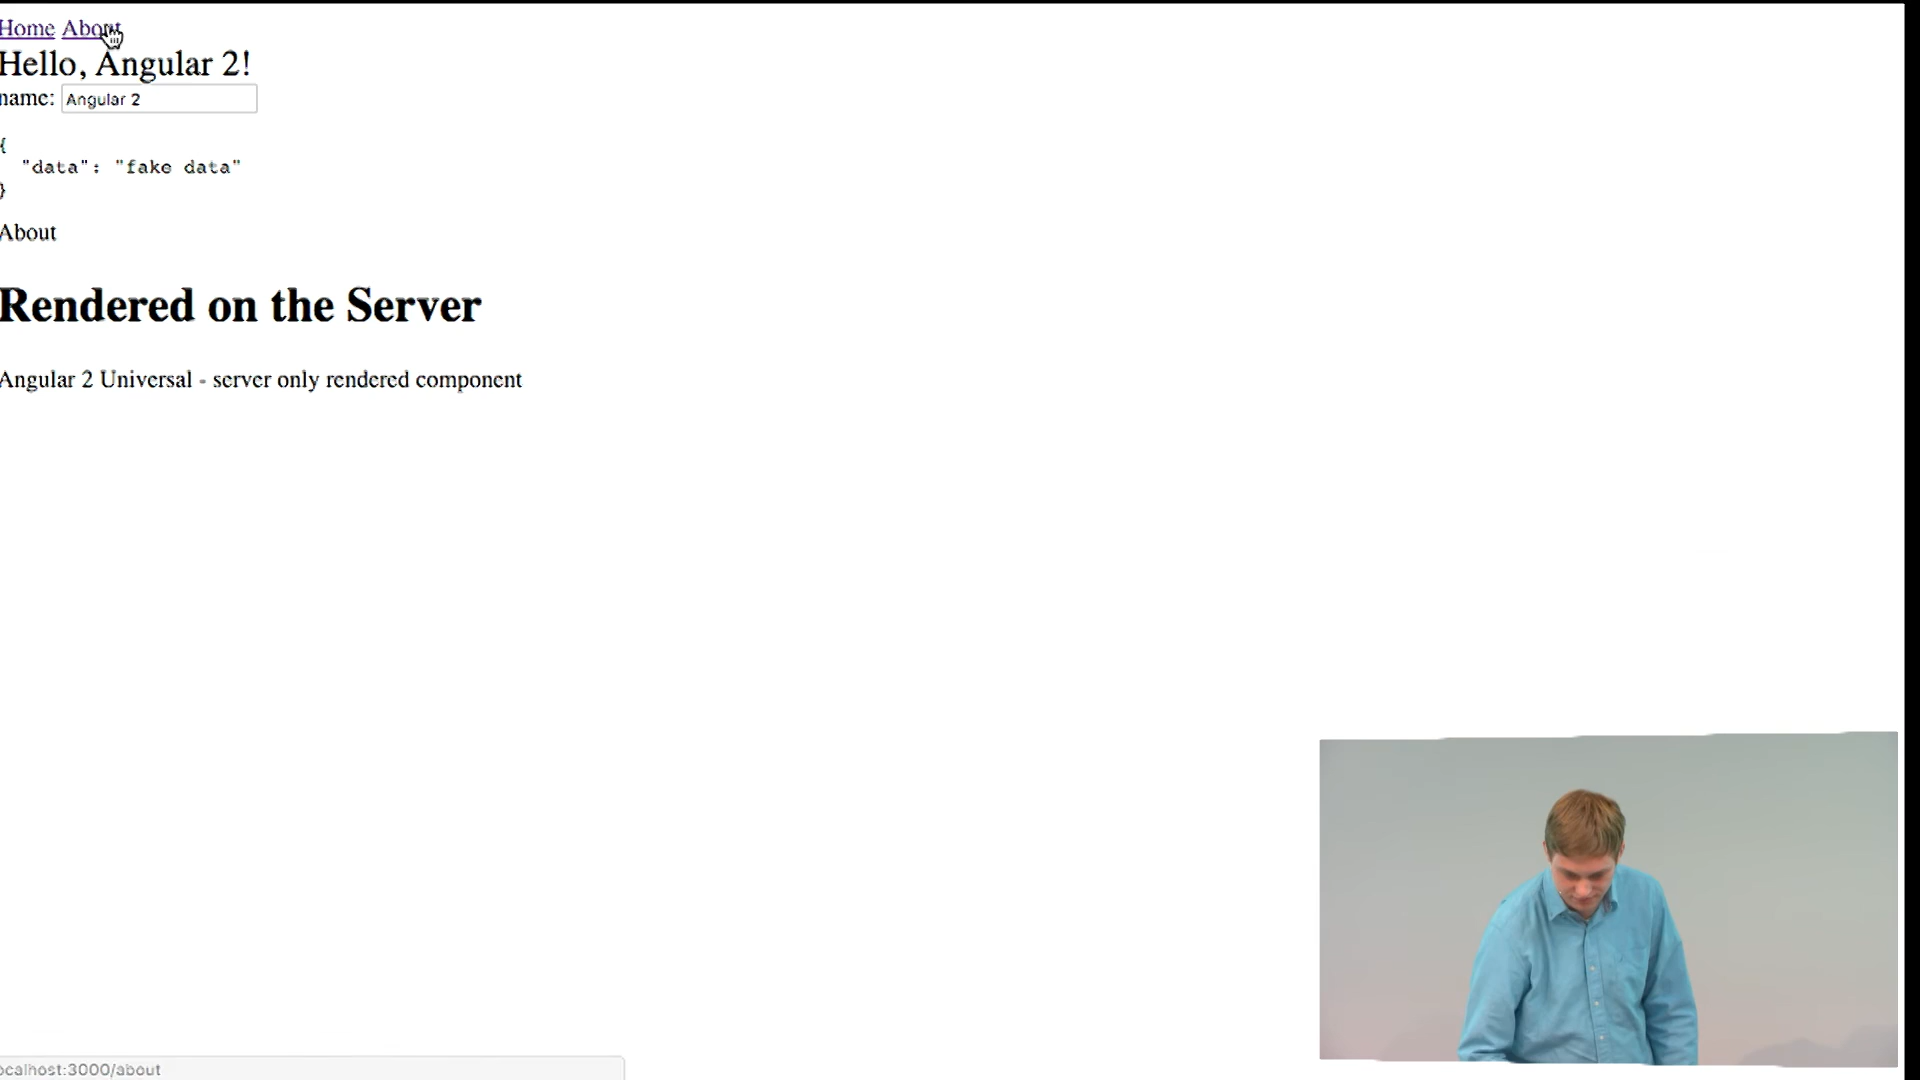 Home About
Hello, Angular 2!
name: Angular 2
{
"data": "fake data"
}
About
Rendered on the Server
Angular 2 Universal - server only rendered component
ocalhost:3000/about